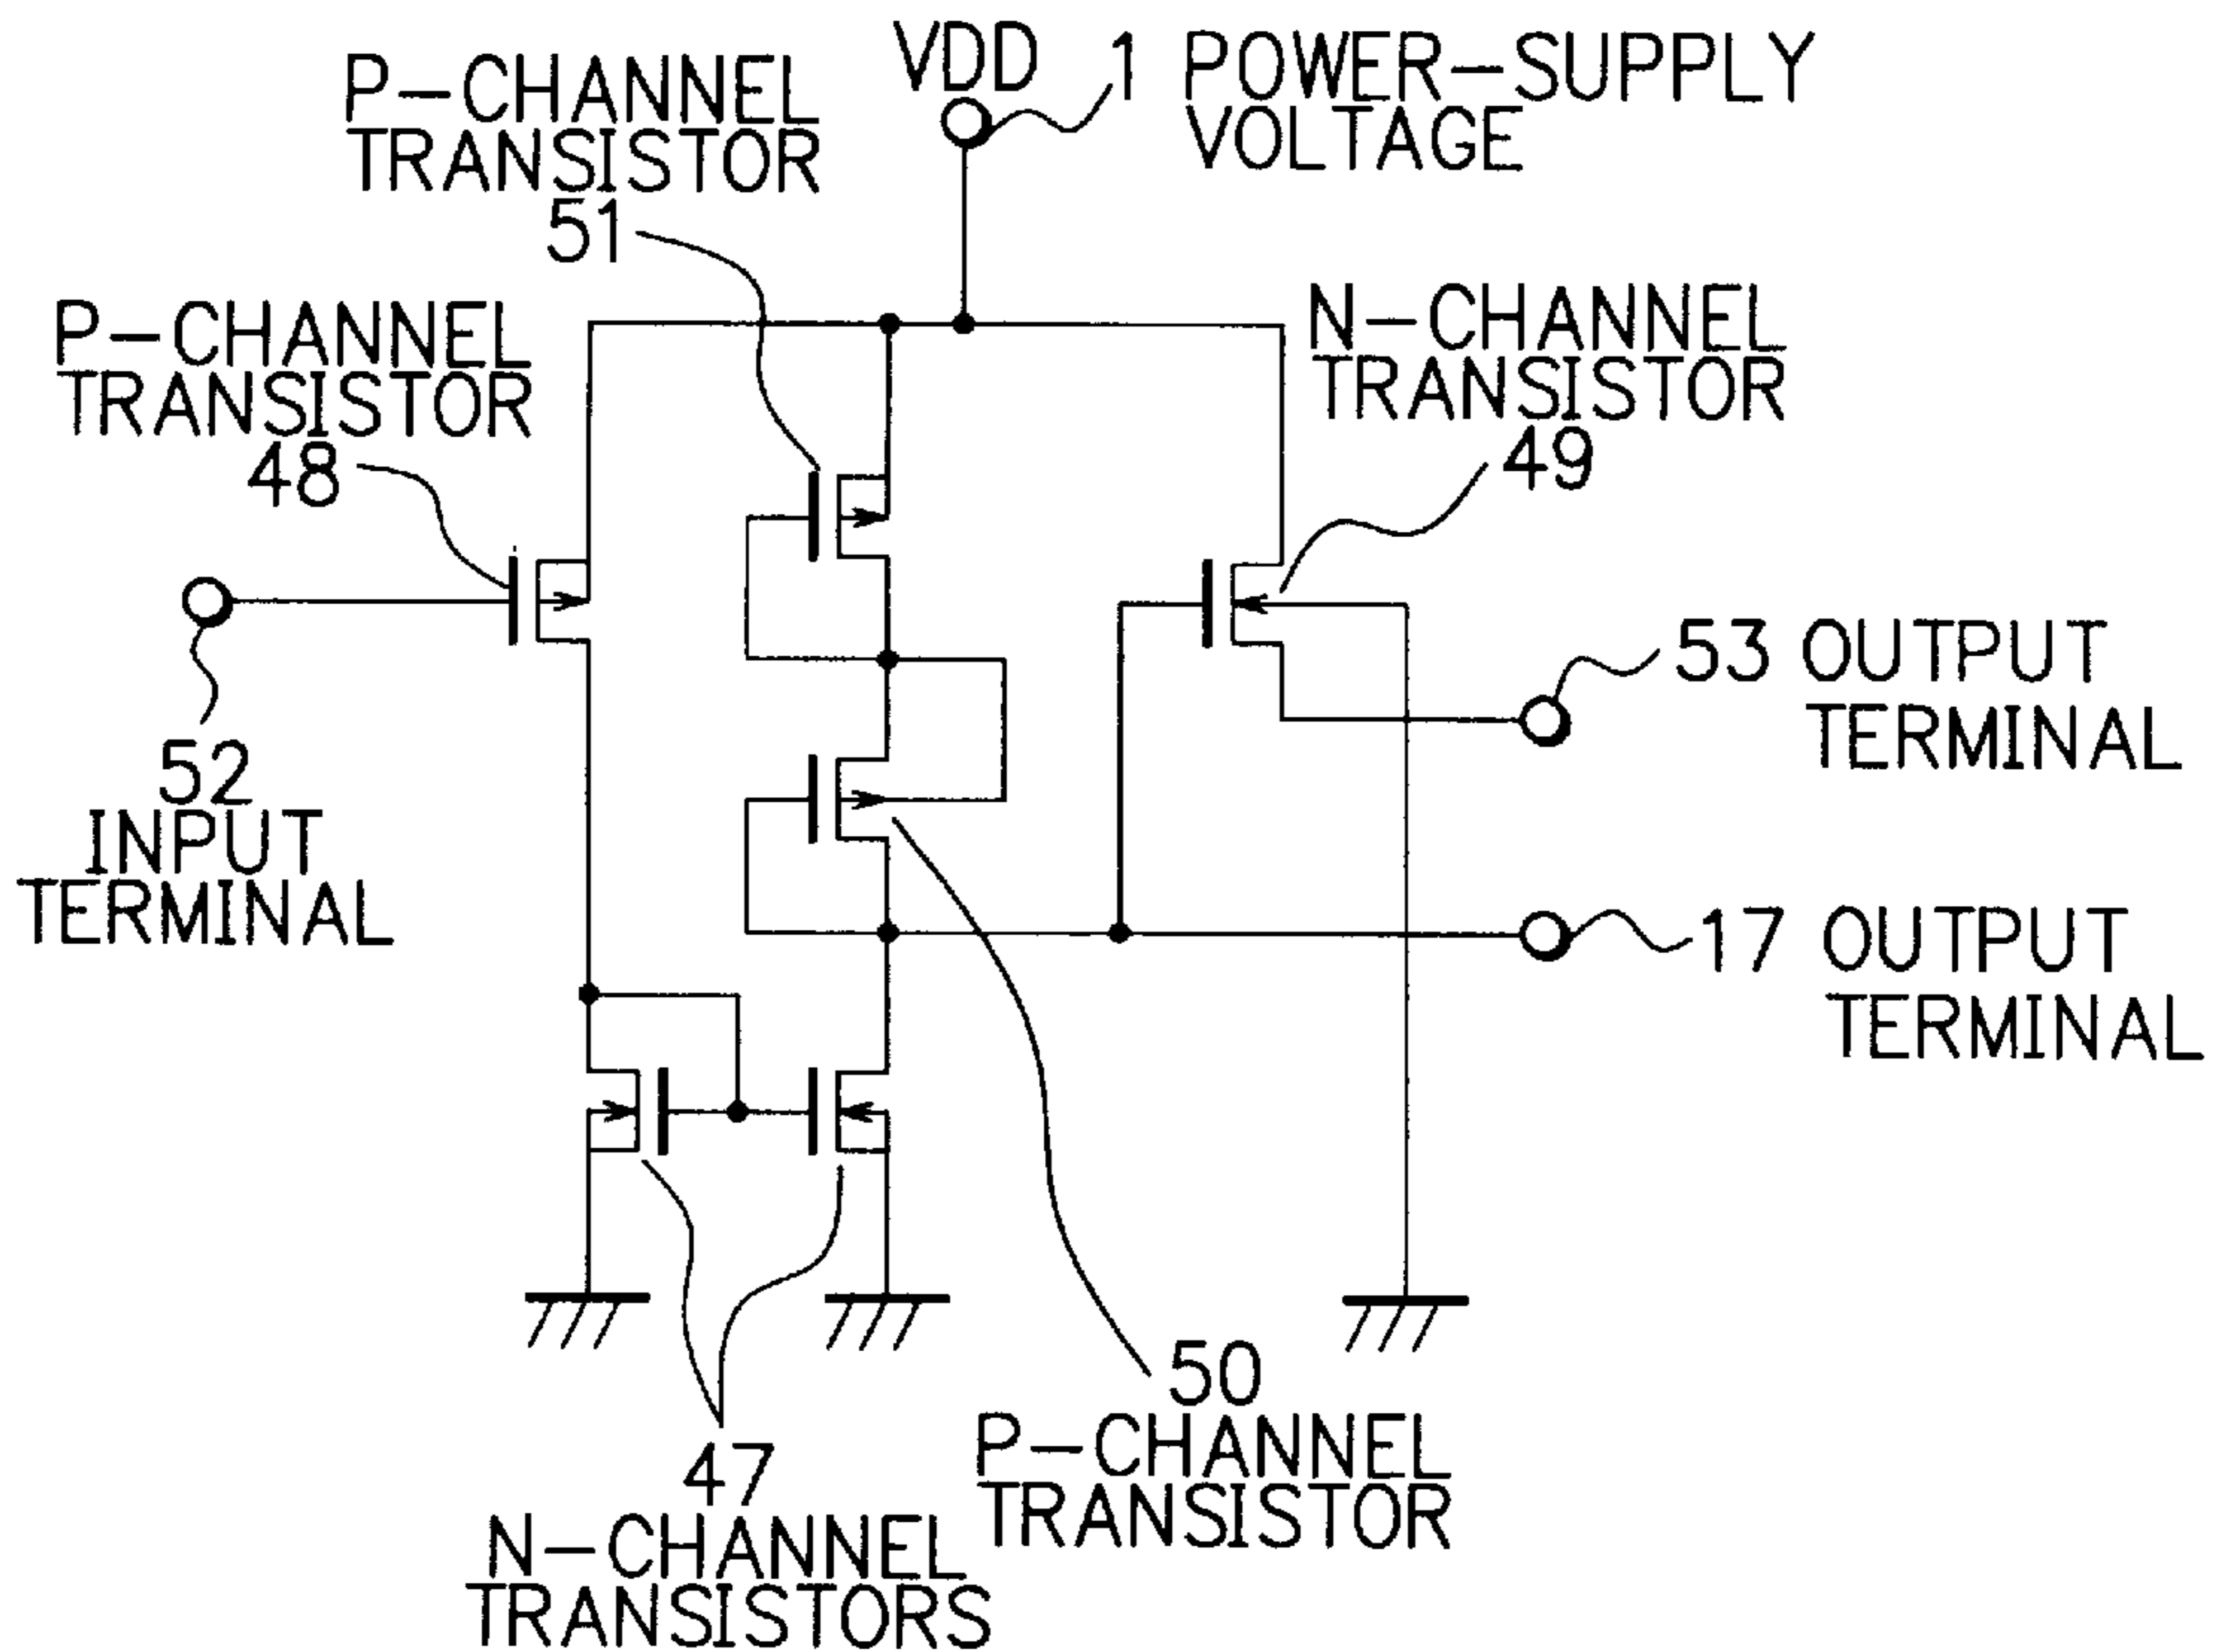 VDD
1 POWER-SUPPLY
VOLTAGE
P-CHANNEL
TRANSISTOR
51
P-CHANNEL
TRANSISTOR
48
N-CHANNEL
TRANSISTOR
49
52
INPUT
TERMINAL
53 OUTPUT
TERMINAL
17 OUTPUT
TERMINAL
50
P-CHANNEL
TRANSISTOR
47
N-CHANNEL
TRANSISTORS